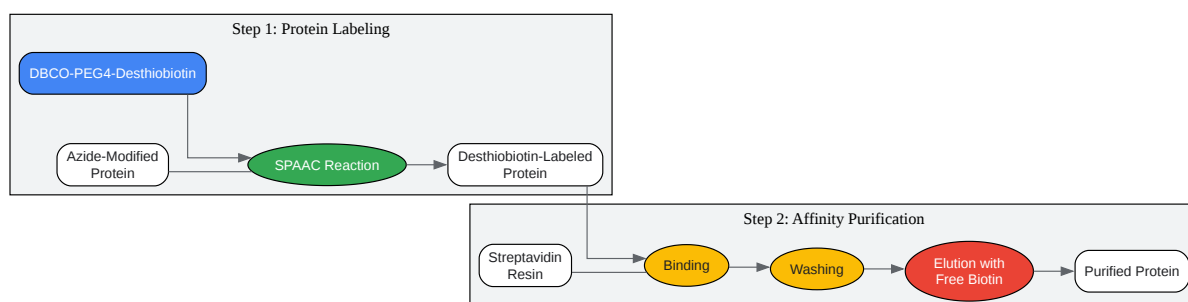 Step 1: Protein Labeling
DBCO-PEG4-Desthiobiotin
Azide-Modified
Protein
SPAAC Reaction
Desthiobiotin-Labeled
Protein
Step 2: Affinity Purification
Streptavidin
Resin
Binding
Washing
Elution with
Free Biotin
Purified Protein